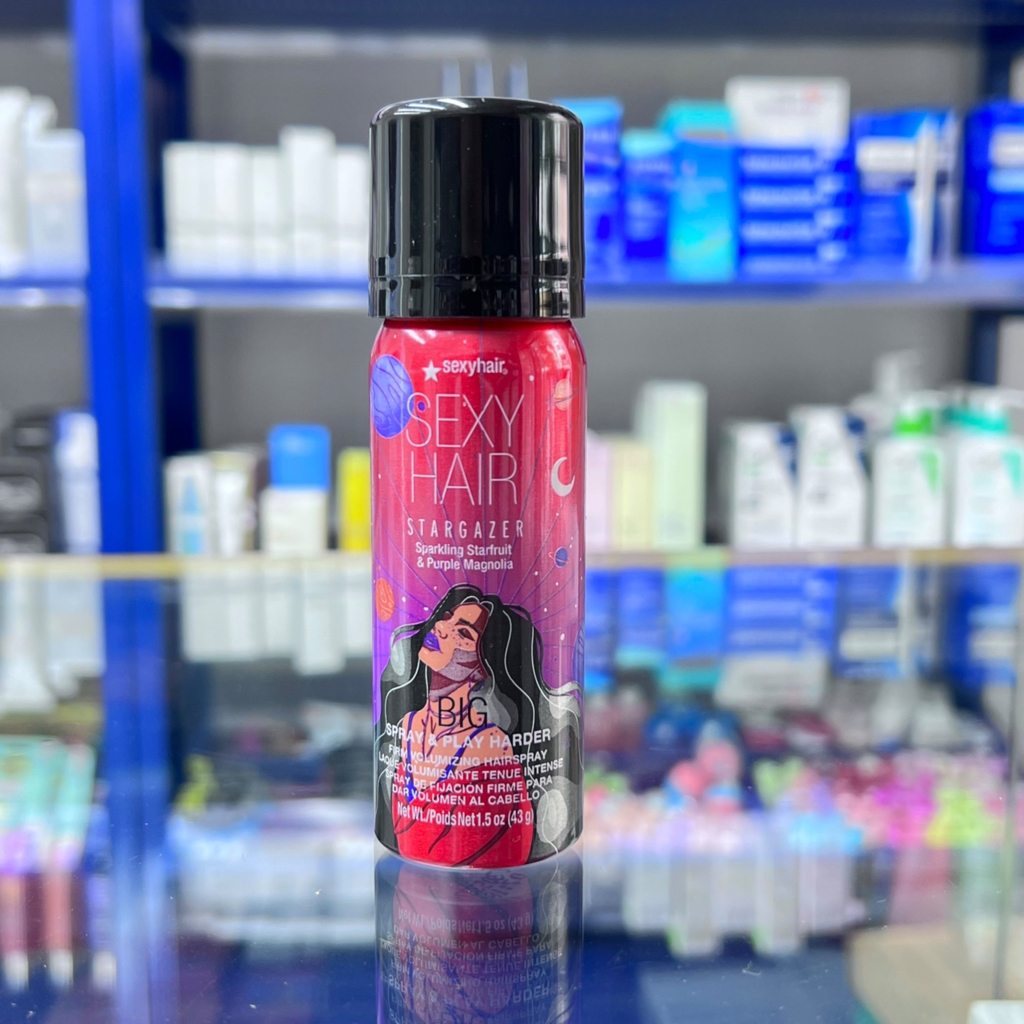 sexyhair®
SEXY
HAIR
STARGAZER
Sparkling Starfruit
& Purple Magnolia
BIG
SPRAY & PLAY HARDER
FIRM VOLUMIZING HAIRSPRAY
LAQUE VOLUMISANTE TENUE INTENSE
SPRAY DE FIJACIÓN FIRME PARA
DAR VOLUMEN AL CABELLO
Net Wt./Poids Net 1.5 oz (43 g)